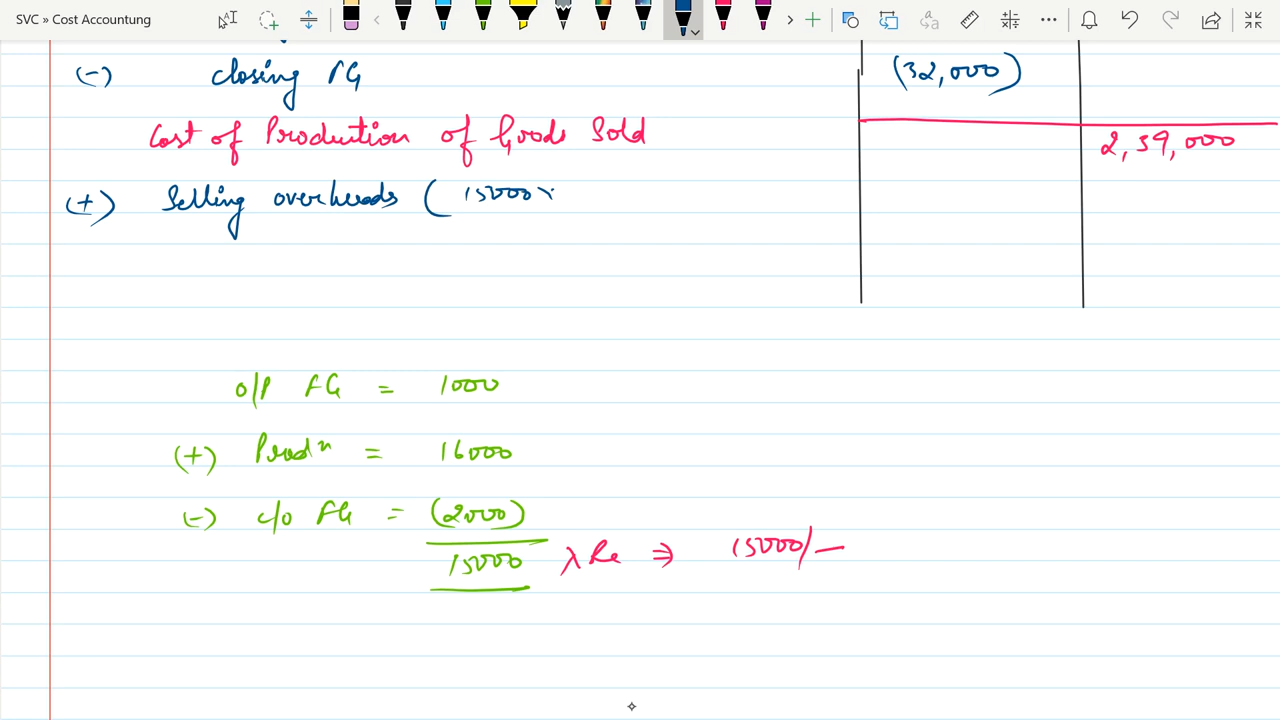 SVC » Cost Accountung
(-) closing FG (32,000)
Cost of Production of Goods Sold 2,39,000
(+) Selling overheads ( 15000 x
o/p FG = 1000
(+) Prodⁿ = 16000
(-) c/o FG = (2000)
15000 x Re ⇒ 15000/-